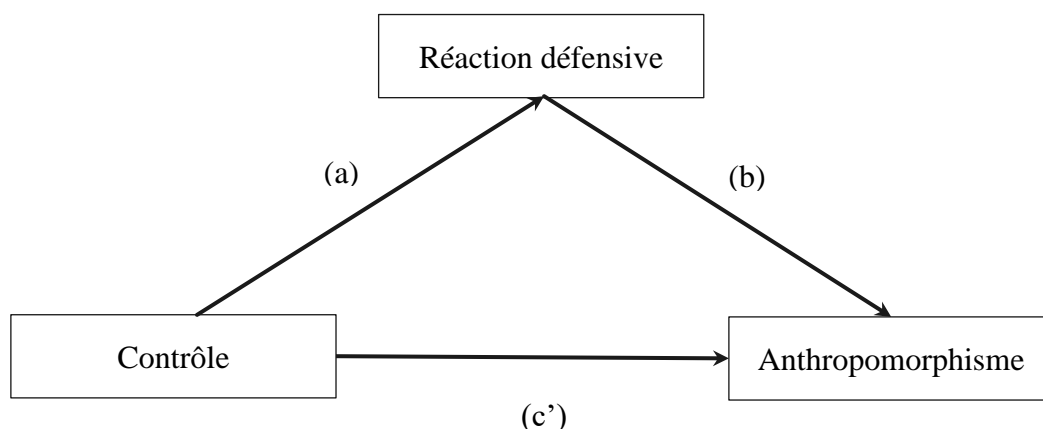 Réaction défensive
(a)
(b)
Contrôle
Anthropomorphisme
(c’)